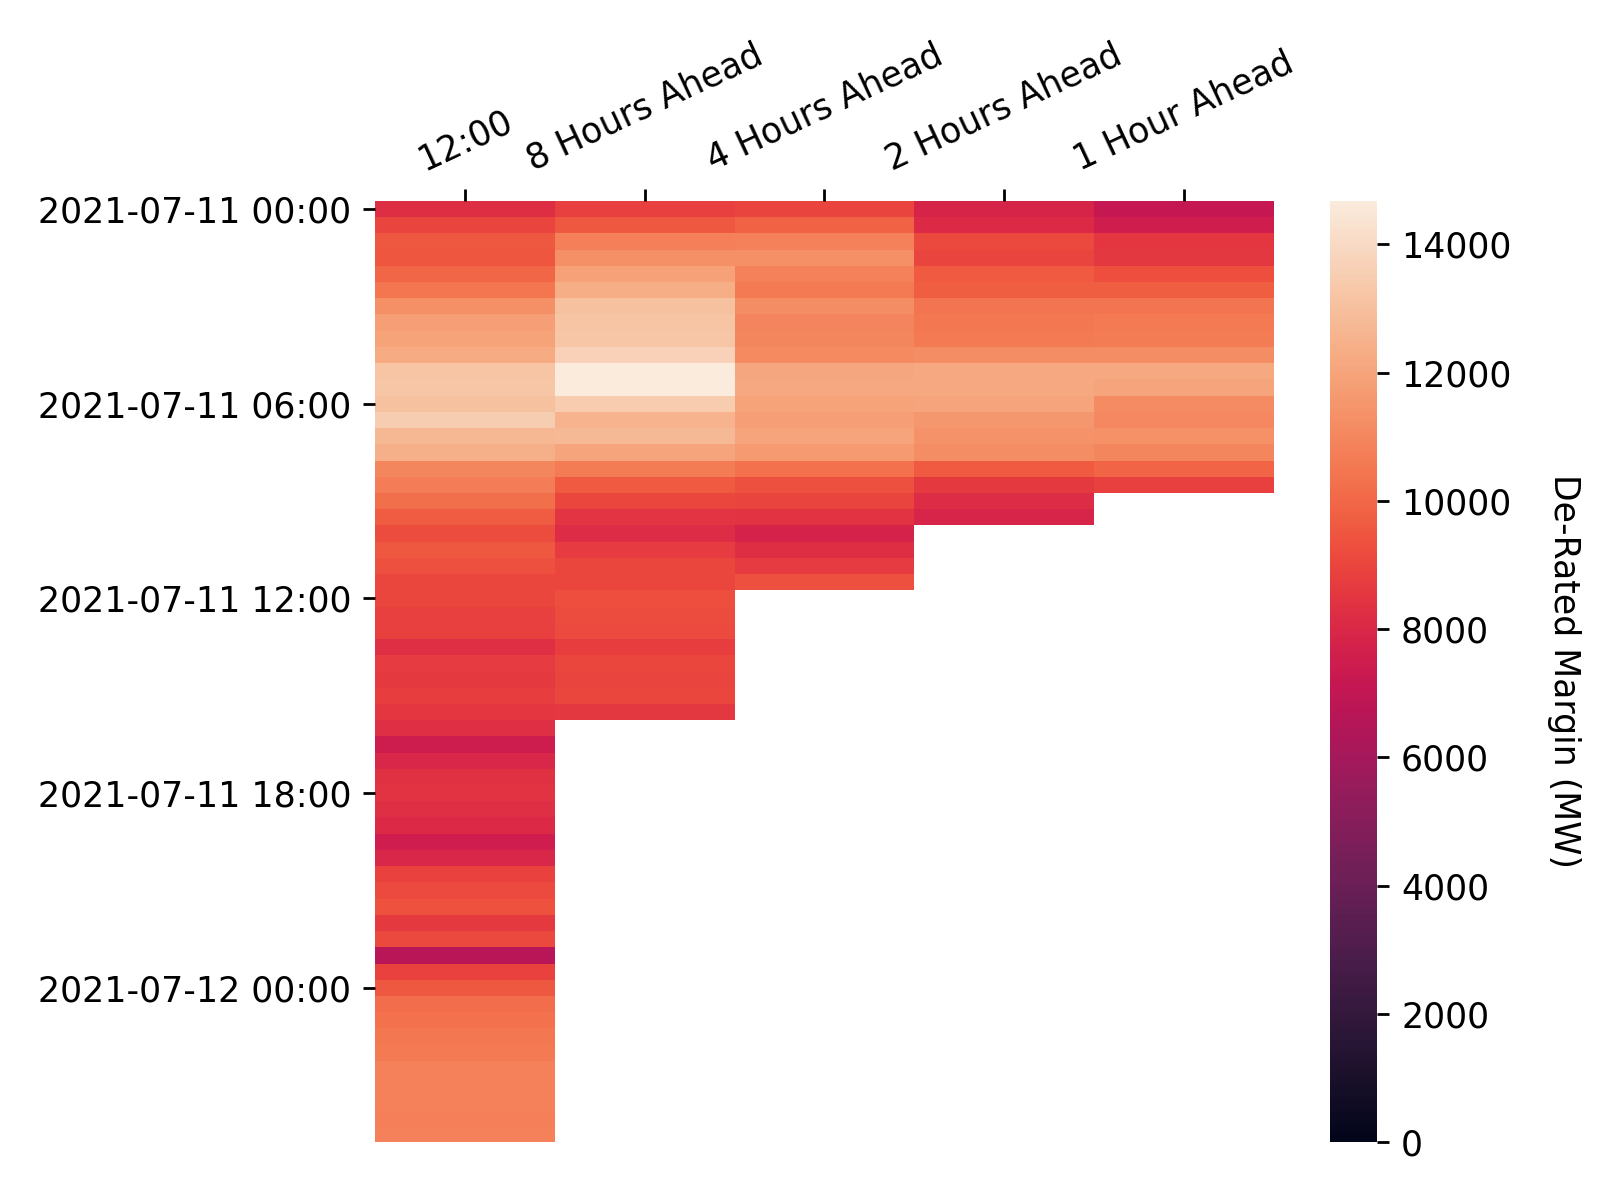 12:00
8 Hours Ahead
4 Hours Ahead
2 Hours Ahead
1 Hour Ahead
2021-07-11 00:00
2021-07-11 06:00
2021-07-11 12:00
2021-07-11 18:00
2021-07-12 00:00
14000
12000
10000
8000
6000
4000
2000
0
De-Rated Margin (MW)